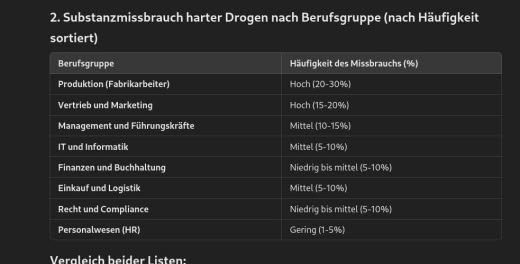 2. Substanzmissbrauch harter Drogen nach Berufsgruppe (nach Häufigkeit
sortiert)
Berufsgruppe Häufigkeit des Missbrauchs (%)
Produktion (Fabrikarbeiter) Hoch (20-30%)
Vertrieb und Marketing Hoch (15-20%)
Management und Führungskräfte Mittel (10-15%)
IT und Informatik Mittel (5-10%)
Finanzen und Buchhaltung Niedrig bis mittel (5-10%)
Einkauf und Logistik Mittel (5-10%)
Recht und Compliance Niedrig bis mittel (5-10%)
Personalwesen (HR) Gering (1-5%)
Vergleich beider Listen: